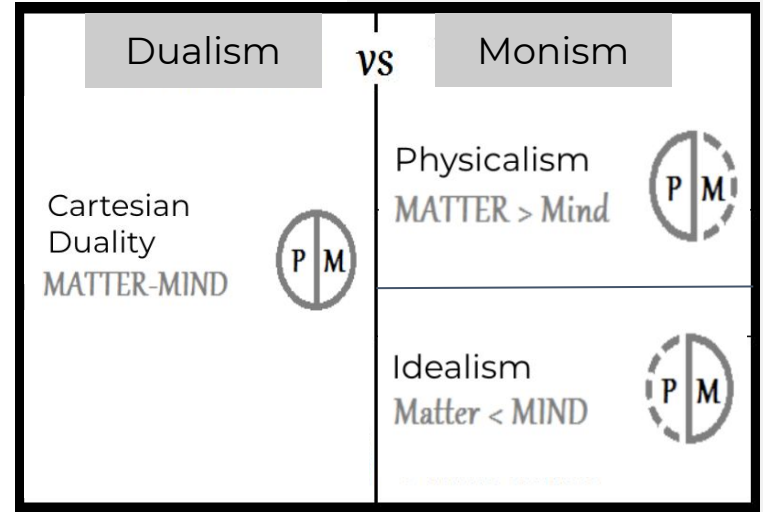 Dualism
vs
Monism
Cartesian
Duality
MATTER-MIND
P M
Physicalism
MATTER > Mind
P M
Idealism
Matter < MIND
P M